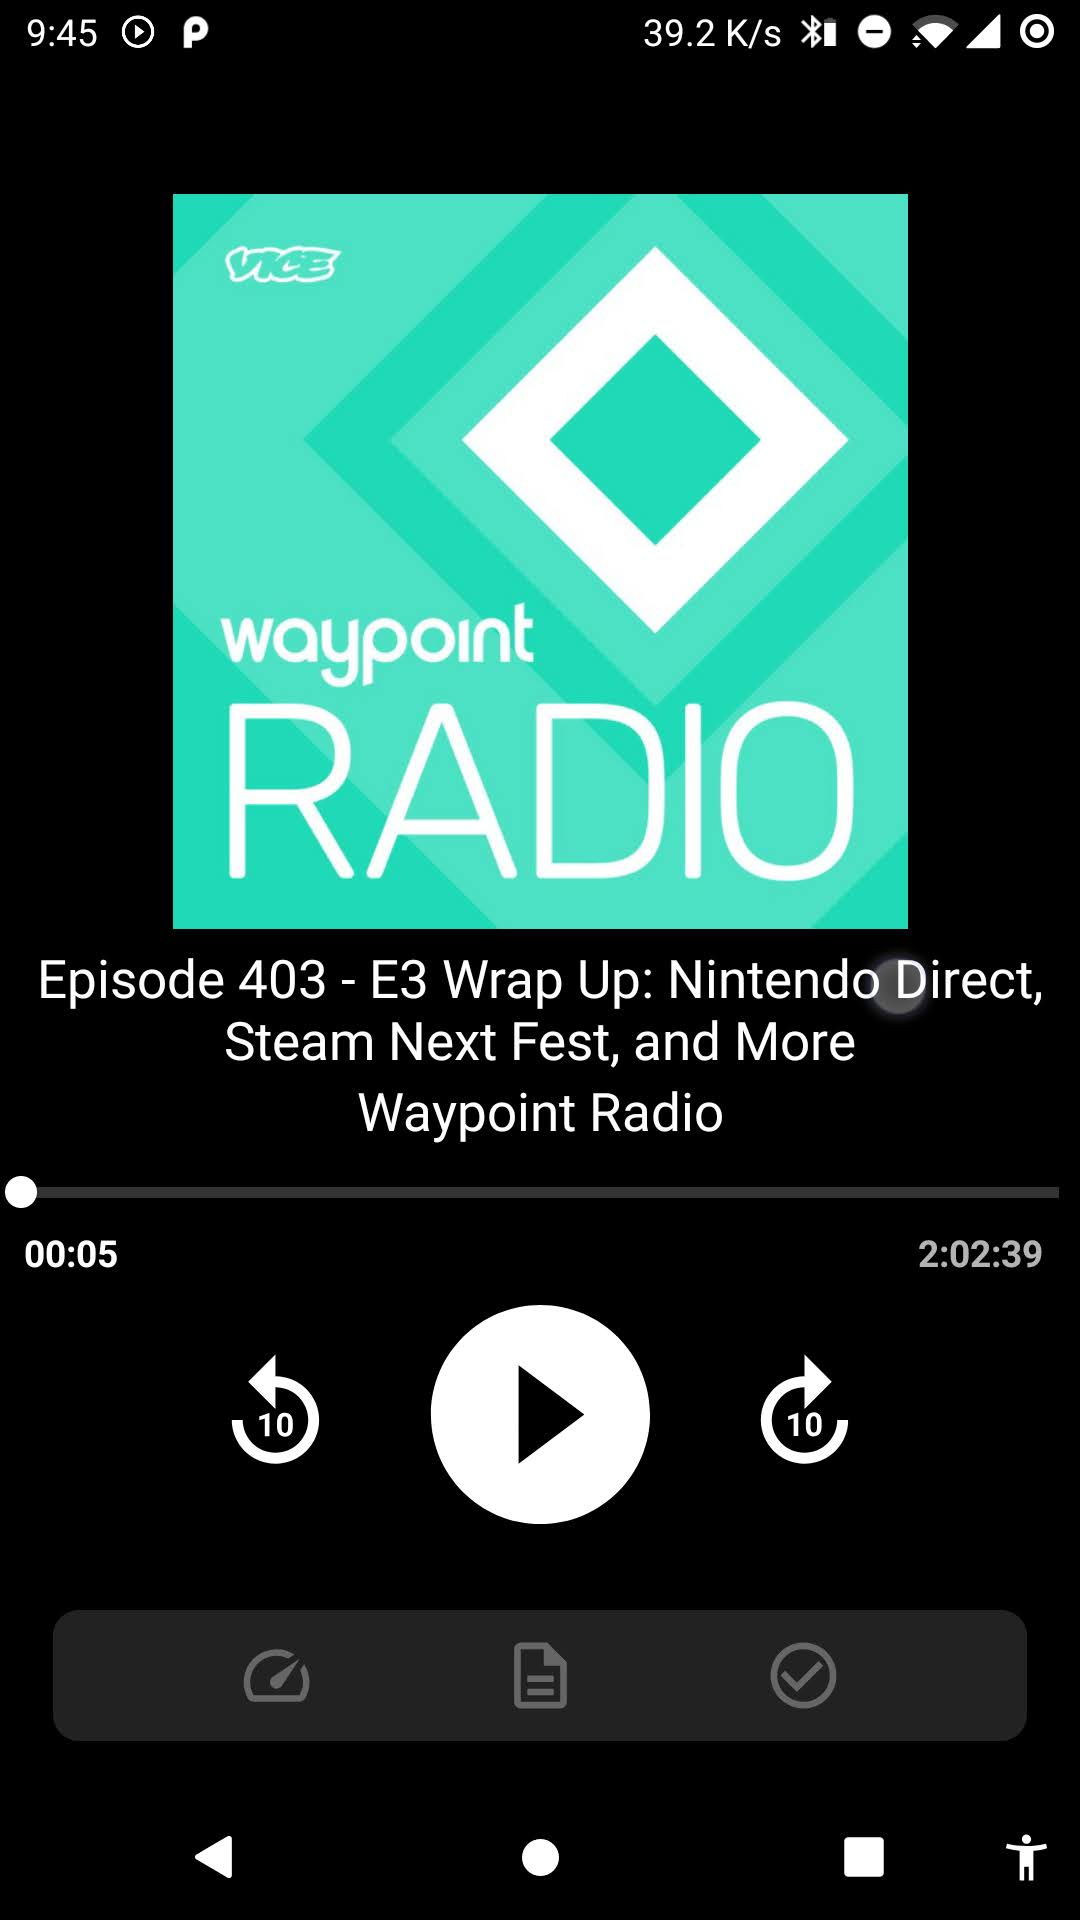 9:45
39.2 K/s
VICE
waypoint
RADIO
Episode 403 - E3 Wrap Up: Nintendo Direct,
Steam Next Fest, and More
Waypoint Radio
00:05
2:02:39
10
10